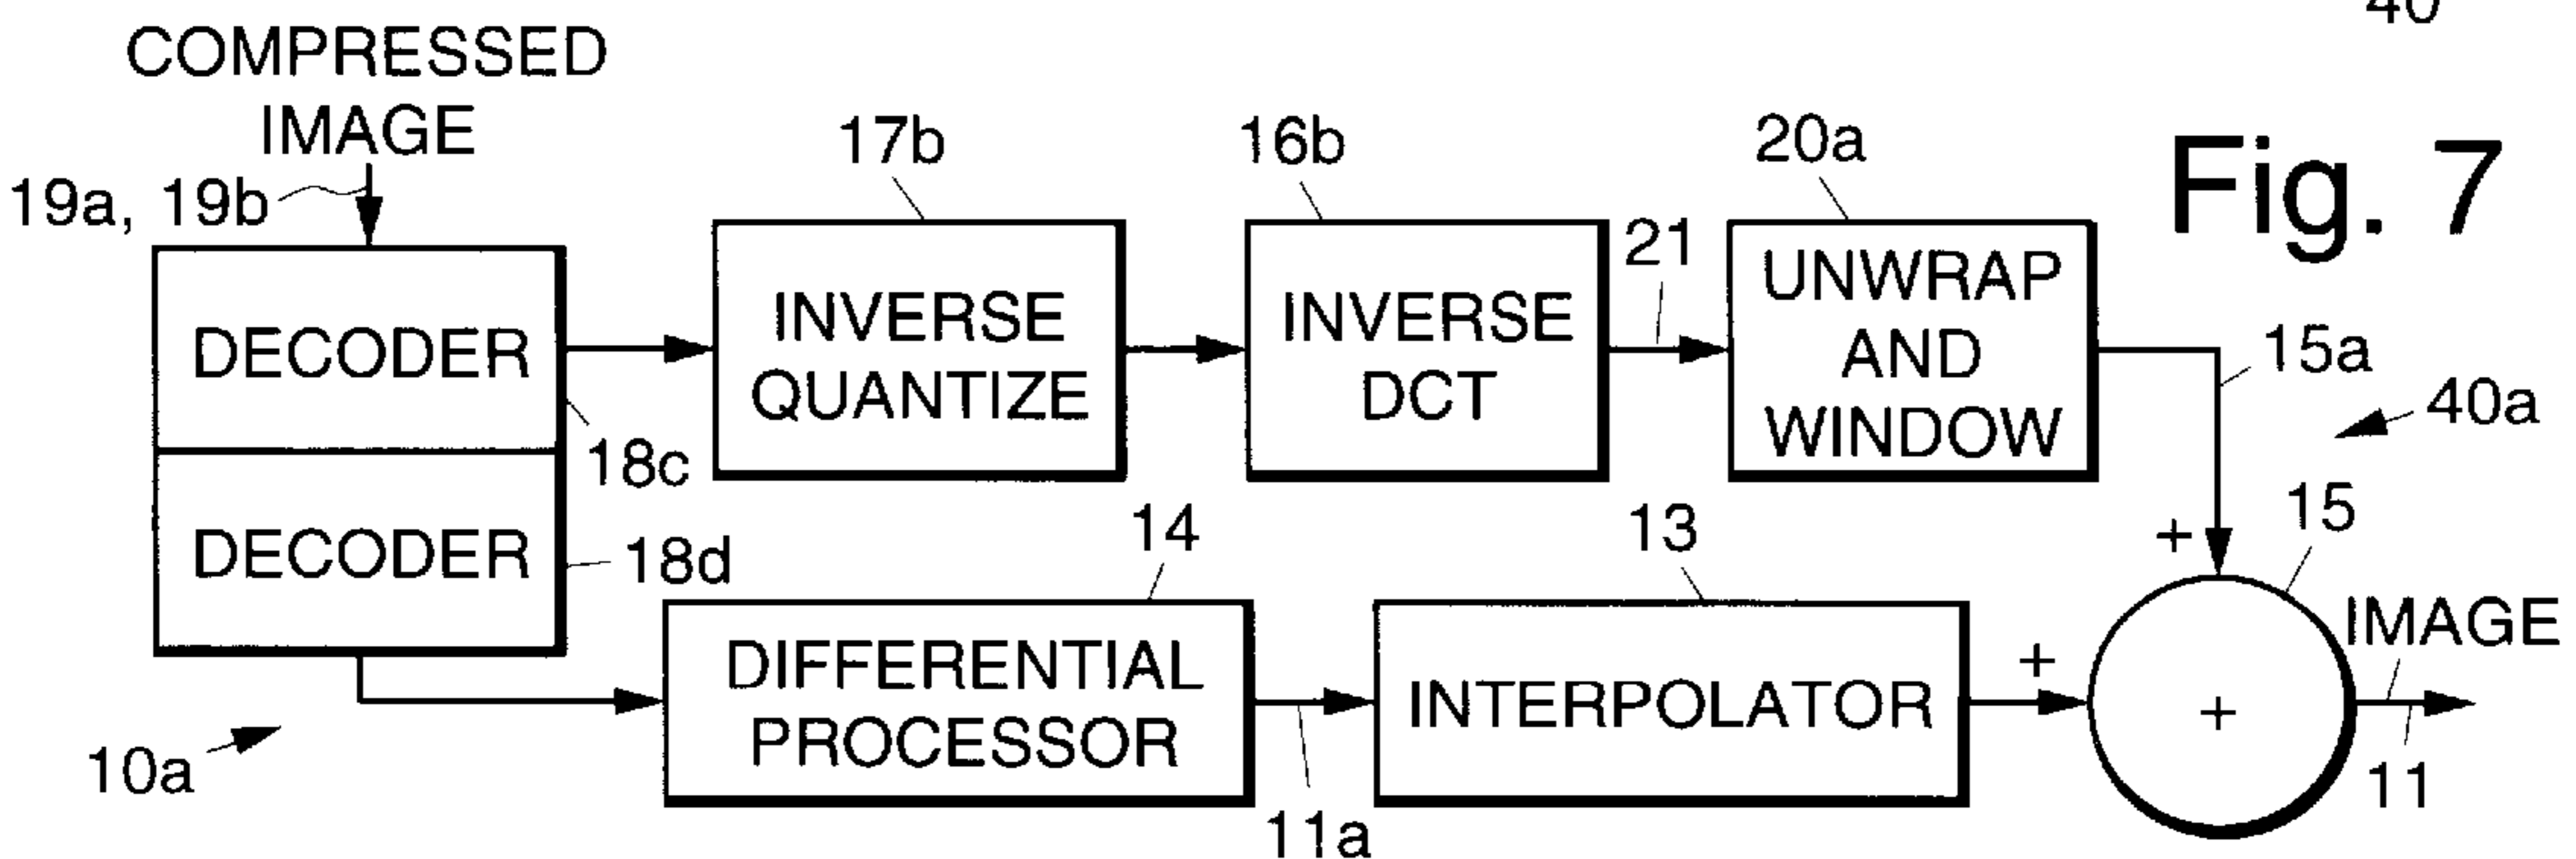 40
COMPRESSED
IMAGE
19a, 19b
17b
16b
20a
Fig. 7
DECODER
INVERSE
QUANTIZE
INVERSE
DCT
21
UNWRAP
AND
WINDOW
15a
40a
18c
DECODER
18d
14
13
+
15
DIFFERENTIAL
PROCESSOR
INTERPOLATOR
+
+
IMAGE
10a
11a
11